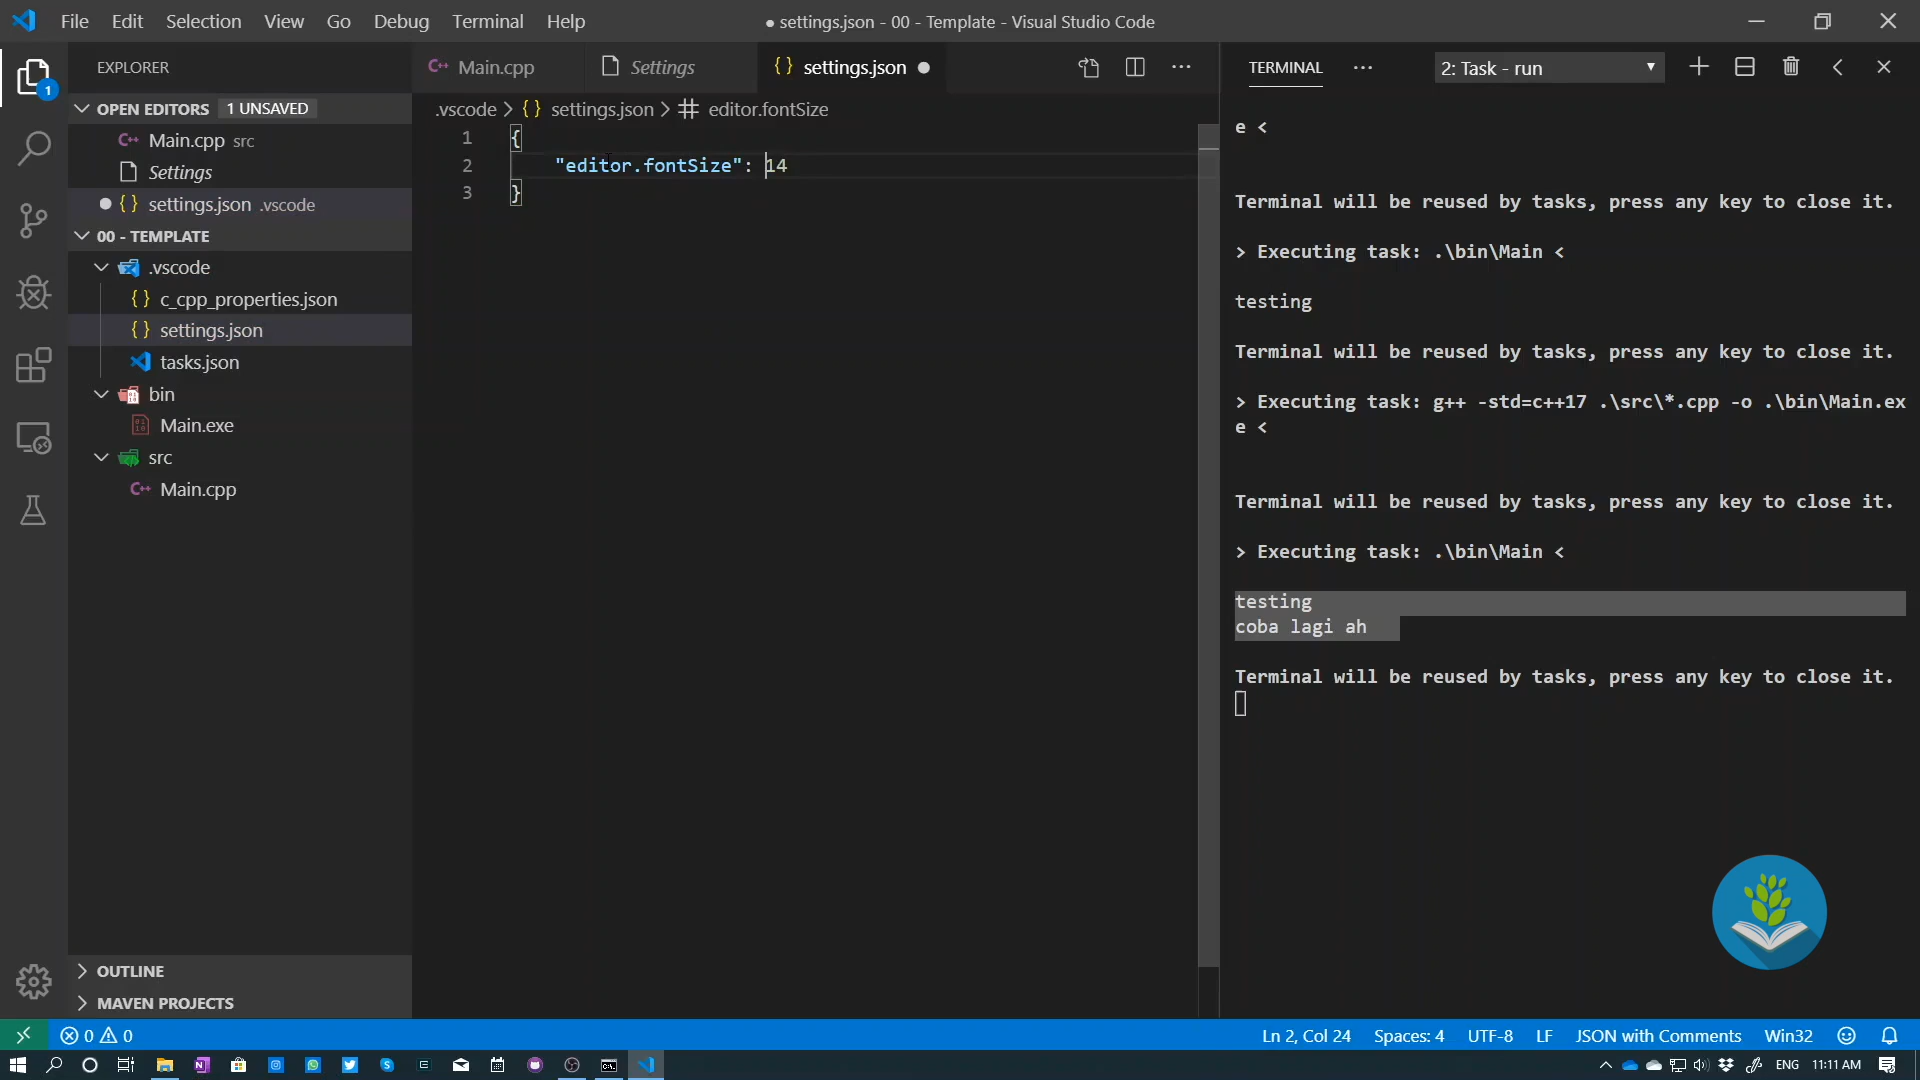 File Edit Selection View Go Debug Terminal Help
● settings.json - 00 - Template - Visual Studio Code
EXPLORER
OPEN EDITORS 1 UNSAVED
Main.cpp src
Settings
settings.json .vscode
00 - TEMPLATE
.vscode
{} c_cpp_properties.json
{} settings.json
tasks.json
bin
Main.exe
src
Main.cpp
OUTLINE
MAVEN PROJECTS
Main.cpp Settings {} settings.json
.vscode > {} settings.json > # editor.fontSize
1 {
2 "editor.fontSize": 14
3 }
TERMINAL ··· 2: Task - run
e <
Terminal will be reused by tasks, press any key to close it.
> Executing task: .\bin\Main <
testing
Terminal will be reused by tasks, press any key to close it.
> Executing task: g++ -std=c++17 .\src\*.cpp -o .\bin\Main.ex
e <
Terminal will be reused by tasks, press any key to close it.
> Executing task: .\bin\Main <
testing
coba lagi ah
Terminal will be reused by tasks, press any key to close it.
0 0 Ln 2, Col 24 Spaces: 4 UTF-8 LF JSON with Comments Win32
ENG 11:11 AM